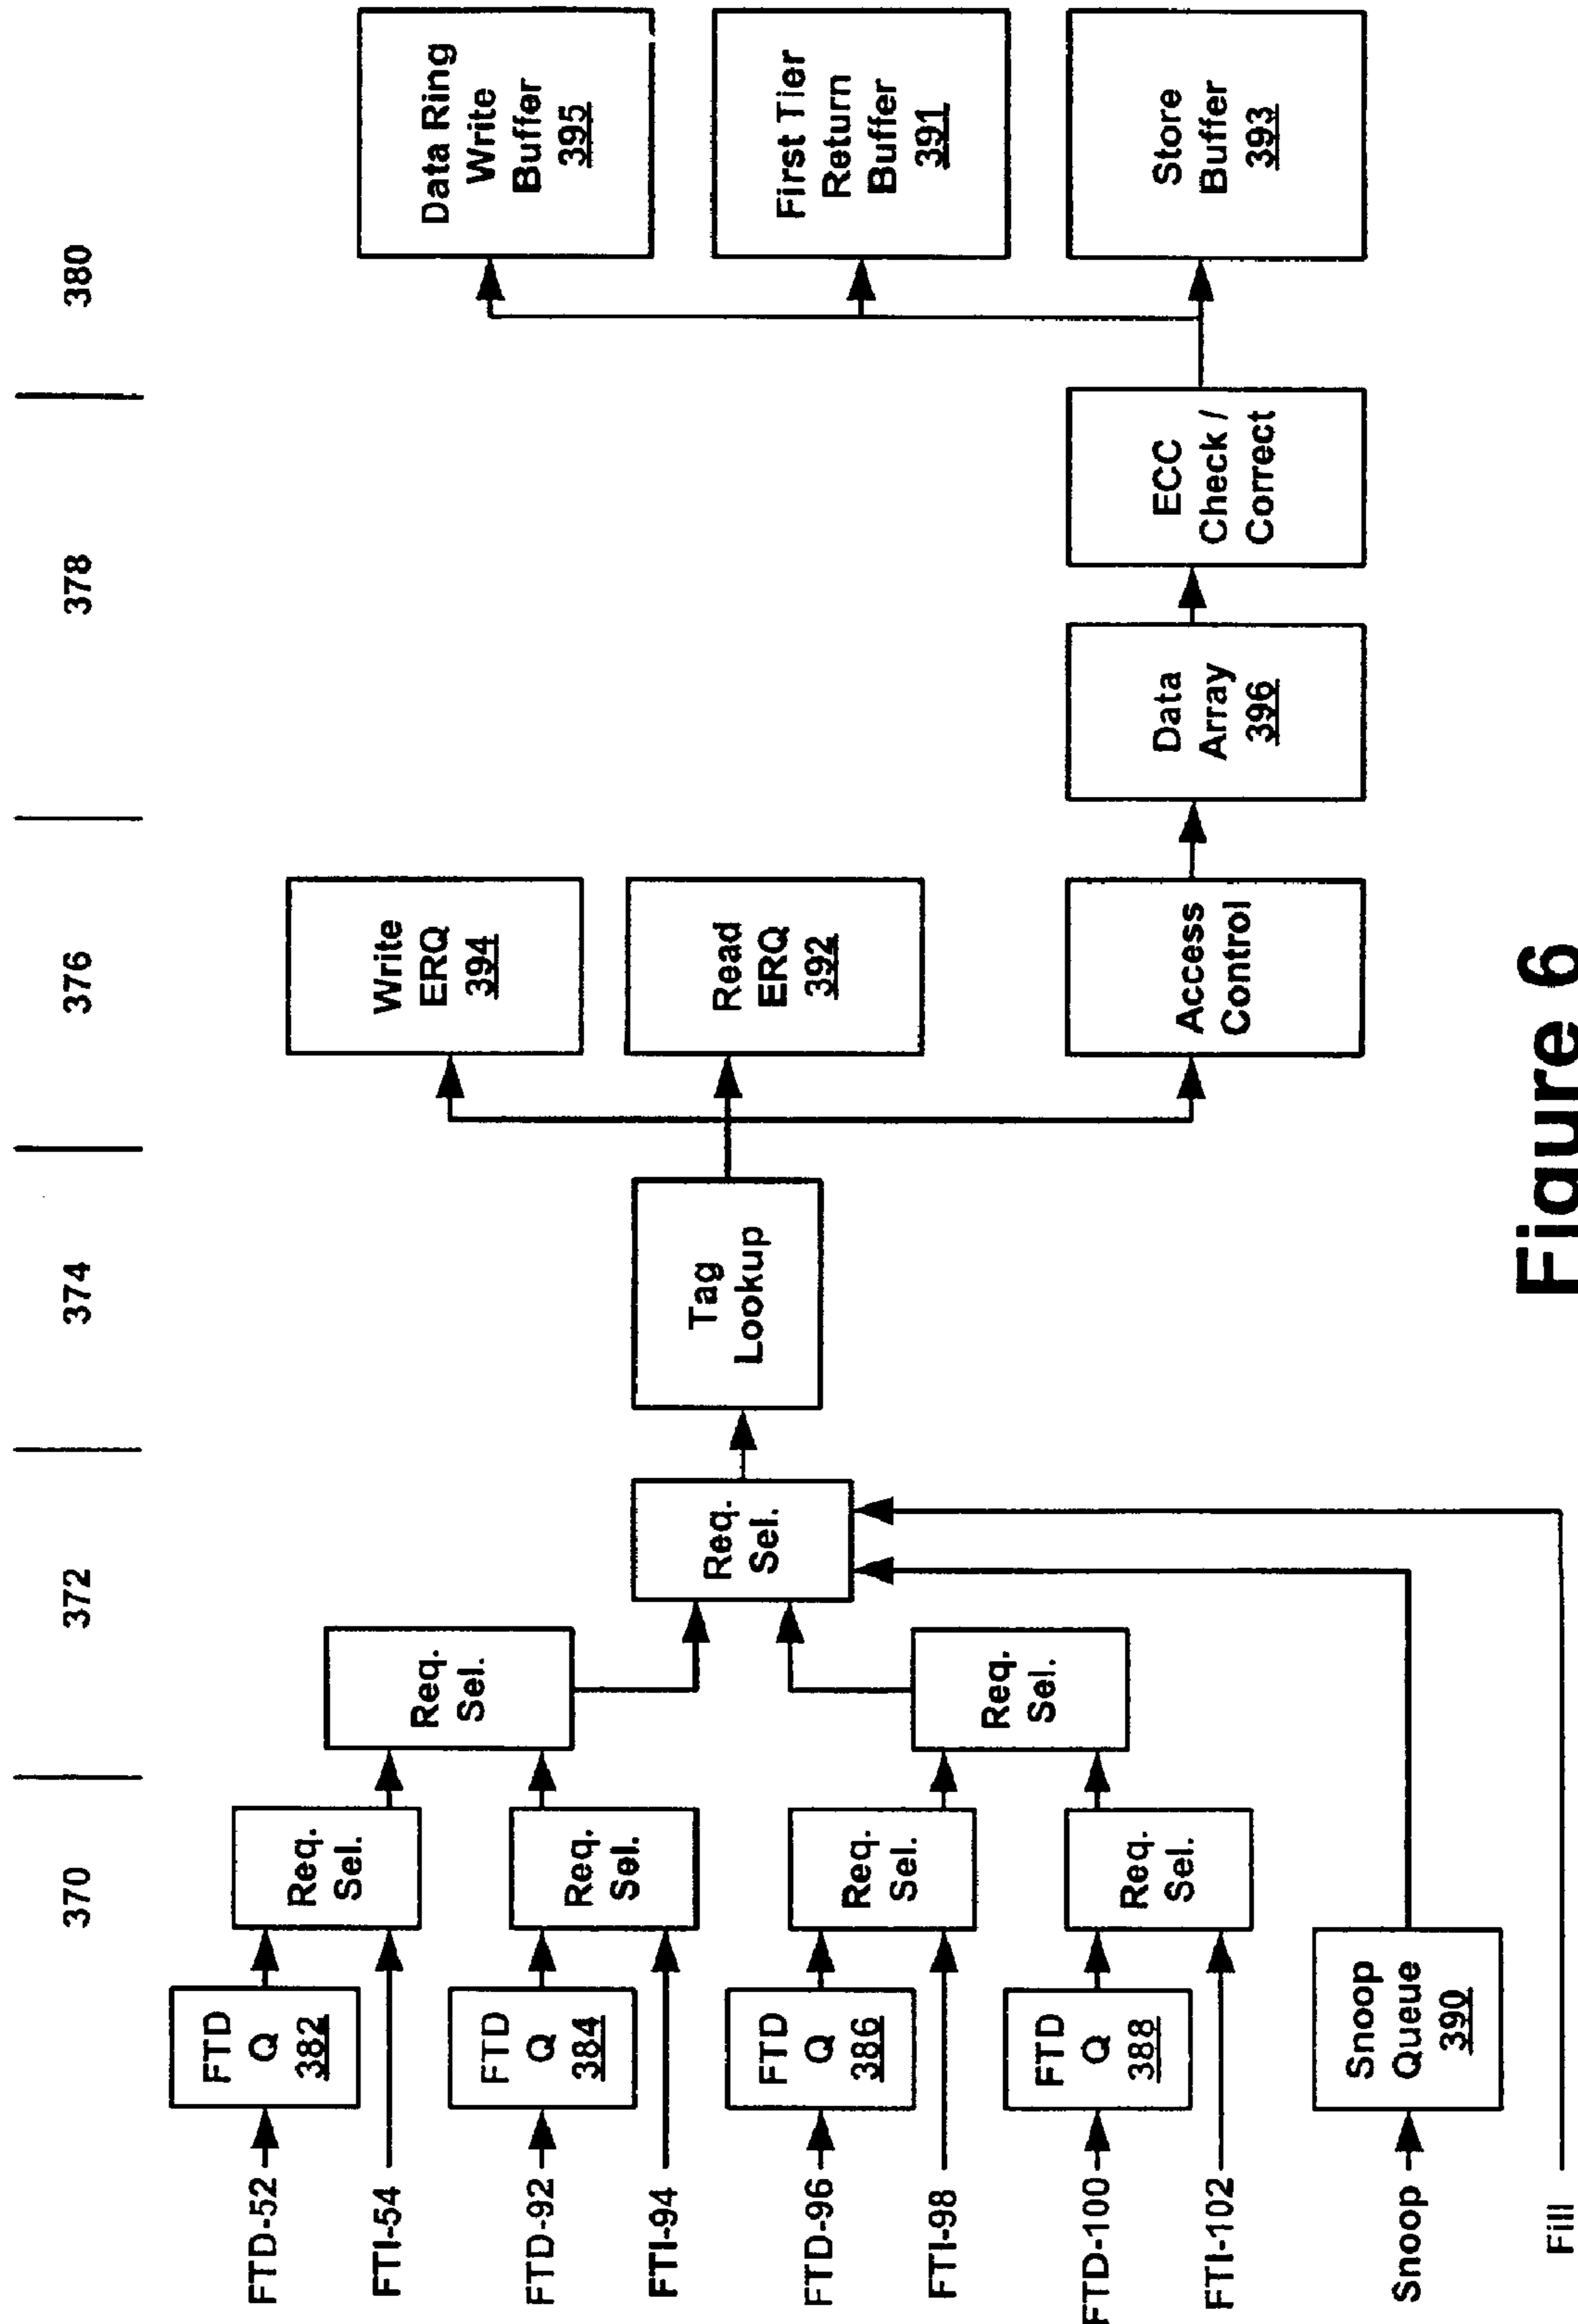 370
372
374
376
378
380
FTD-52
FTI-54
FTD-92
FTI-94
FTD-96
FTI-98
FTD-100
FTI-102
Snoop
Fill
FTD
Q
382
FTD
Q
384
FTD
Q
386
FTD
Q
388
Snoop
Queue
390
Req.
Sel.
Req.
Sel.
Req.
Sel.
Req.
Sel.
Req.
Sel.
Req.
Sel.
Req.
Sel.
Tag
Lookup
Write
ERQ
394
Read
ERQ
392
Access
Control
Data
Array
396
ECC
Check /
Correct
Data Ring
Write
Buffer
395
First Tier
Return
Buffer
391
Store
Buffer
393
Figure 6